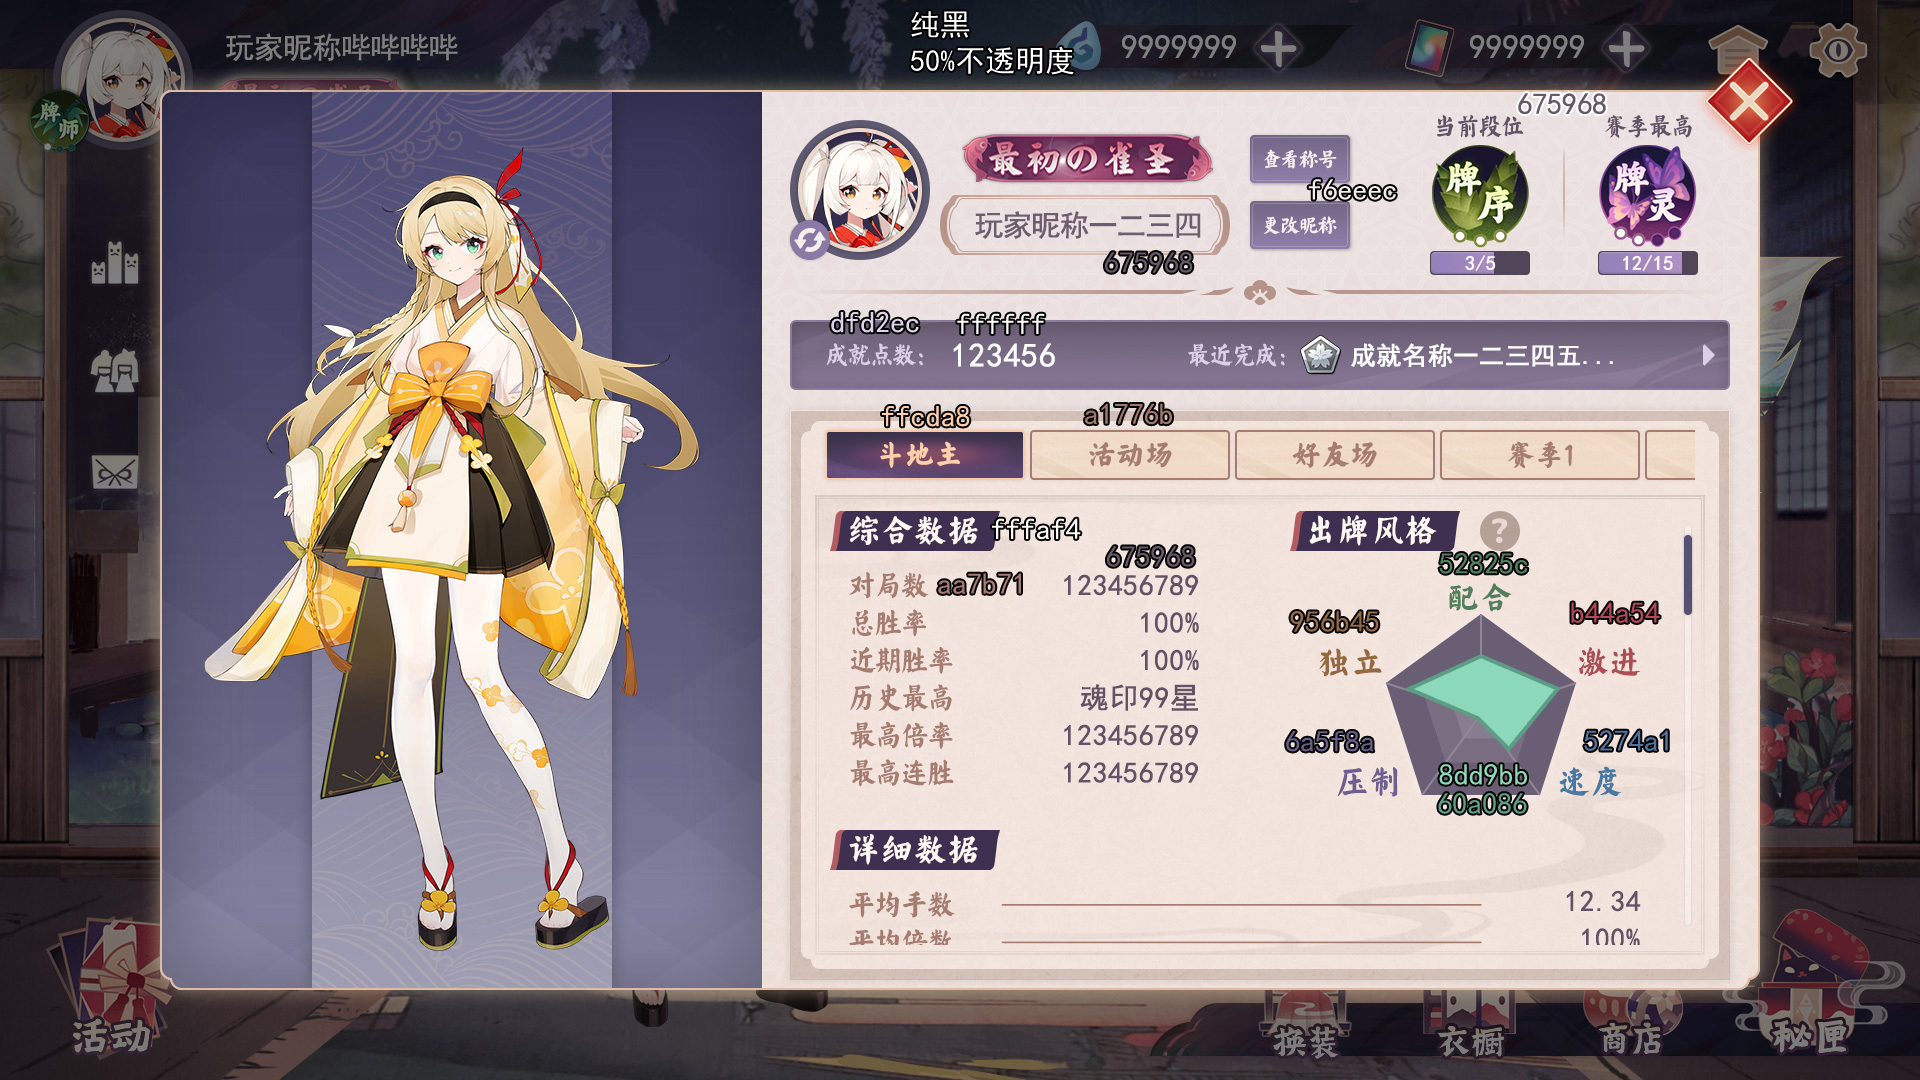 纯黑
50%不透明度
玩家昵称哔哔哔哔
9999999
9999999
牌师
675968
当前段位
赛季最高
最初の雀圣
查看称号
f6eeec
更改昵称
玩家昵称一二三四
675968
牌序
3/5
牌灵
12/15
dfd2ec
ffffff
成就点数：
123456
最近完成：
成就名称一二三四五...
ffcda8
a1776b
斗地主
活动场
好友场
赛季1
综合数据
fffaf4
675968
对局数
aa7b71
123456789
总胜率
100%
近期胜率
100%
历史最高
魂印99星
最高倍率
123456789
最高连胜
123456789
出牌风格
?
52825c
配合
956b45
独立
b44a54
激进
6a5f8a
压制
5274a1
速度
8dd9bb
60a086
详细数据
平均手数
12.34
平均倍数
100%
活动
换装
衣橱
商店
秘匣